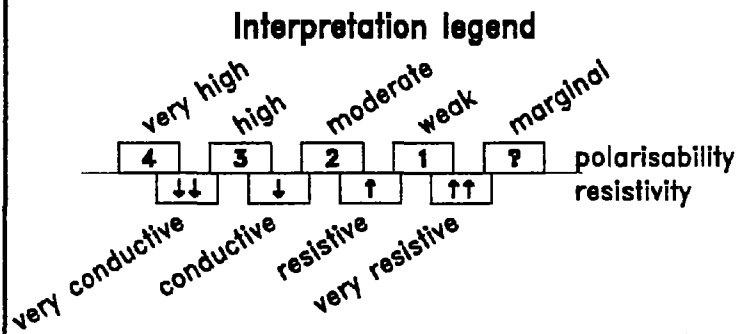 Interpretation legend
very high
high
moderate
weak
marginal
4 3 2 1 ? polarisability
↓↓ ↓ ↑ ↑↑ resistivity
very conductive
conductive
resistive
very resistive